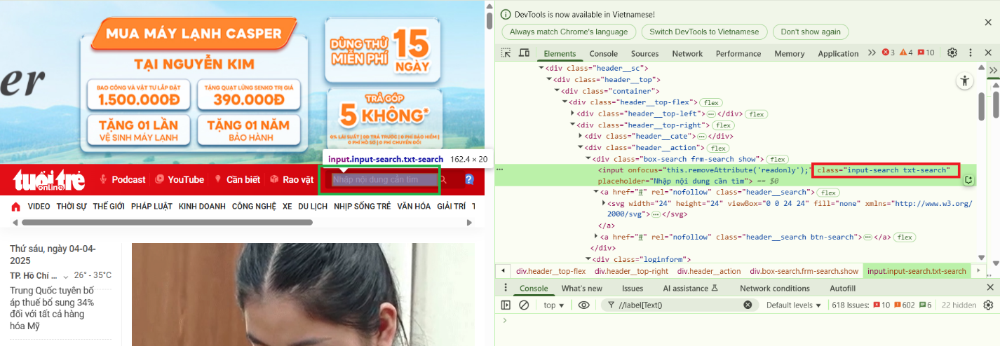 MUA MÁY LẠNH CASPER
TẠI NGUYỄN KIM
BAO CÔNG VÀ VẬT TƯ LẮP ĐẶT
1.500.000Đ
TẶNG QUẠT LỬNG SENKO TRỊ GIÁ
390.000Đ
TẶNG 01 LẦN
VỆ SINH MÁY LẠNH
TẶNG 01 NĂM
BẢO HÀNH
DÙNG THỬ
MIỄN PHÍ
15
NGÀY
TRẢ GÓP
5 KHÔNG*
0% LÃI SUẤT | 0Đ TRẢ TRƯỚC | 0 PHÍ BẢO HIỂM |
0 PHÍ HỒ SƠ | 0 PHÍ CHUYỂN ĐỔI
er
input.input-search.txt-search 162.4 × 20
tuổi trẻ
online
Podcast
YouTube
Cần biết
Rao vặt
Nhập nội dung cần tìm
VIDEO THỜI SỰ THẾ GIỚI PHÁP LUẬT KINH DOANH CÔNG NGHỆ XE DU LỊCH NHỊP SỐNG TRẺ VĂN HÓA GIẢI TRÍ T
Thứ sáu, ngày 04-04-
2025
TP. Hồ Chí ... 26° - 35°C
Trung Quốc tuyên bố
áp thuế bổ sung 34%
đối với tất cả hàng
hóa Mỹ
DevTools is now available in Vietnamese!
Always match Chrome's language
Switch DevTools to Vietnamese
Don't show again
Elements Console Sources Network Performance Memory Application 3 4 10
<div class="header__sc">
<div class="header__top">
<div class="container">
<div class="header__top-flex"> flex
<div class="header__top-left">…</div> flex
<div class="header__top-right"> flex
<div class="header__cate">…</div>
<div class="header__action"> flex
<div class="box-search frm-search show"> flex
<input onfocus="this.removeAttribute('readonly');" class="input-search txt-search"
placeholder="Nhập nội dung cần tìm"> == $0
<a href="#" rel="nofollow" class="header__search"> flex
<svg width="24" height="24" viewBox="0 0 24 24" fill="none" xmlns="http://www.w3.org/
2000/svg">…</svg>
</a>
<a href="#" rel="nofollow" class="header__search btn-search">…</a> flex
</div>
<div class="loginform">
div.header__top-flex div.header__top-right div.header__action div.box-search.frm-search.show input.input-search.txt-search
Console What's new Issues AI assistance Network conditions Autofill
top //label[Text() Default levels 618 Issues: 10 602 6 22 hidden